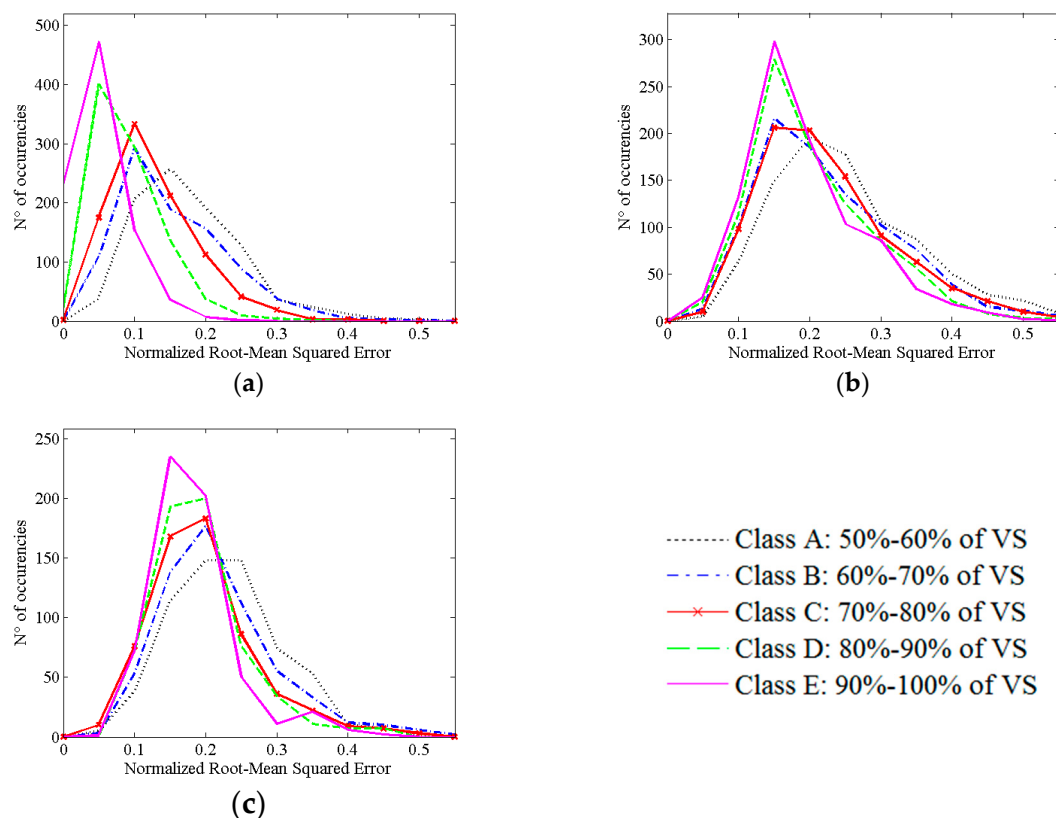 500
400
300
200
100
0
N° of occurencies
0 0.1 0.2 0.3 0.4 0.5
Normalized Root-Mean Squared Error
(a)
300
250
200
150
100
50
0
N° of occurencies
0 0.1 0.2 0.3 0.4 0.5
Normalized Root-Mean Squared Error
(b)
250
200
150
100
50
0
N° of occurencies
0 0.1 0.2 0.3 0.4 0.5
Normalized Root-Mean Squared Error
(c)
Class A: 50%-60% of VS
Class B: 60%-70% of VS
Class C: 70%-80% of VS
Class D: 80%-90% of VS
Class E: 90%-100% of VS